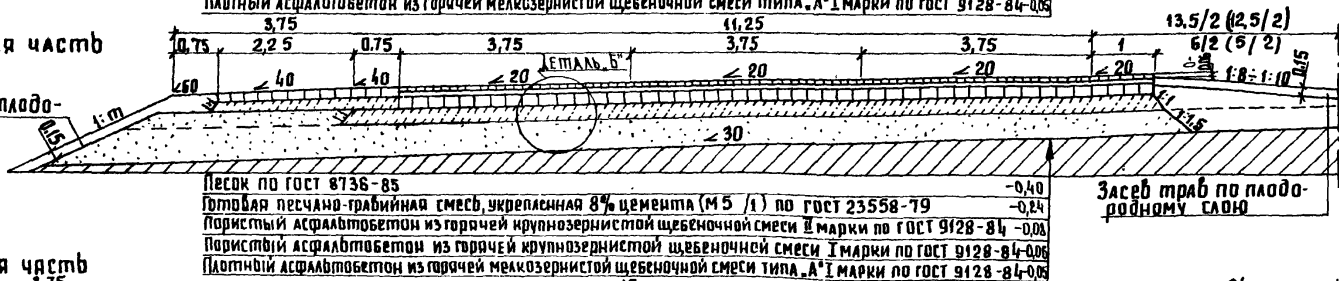 Плотный асфальтобетон из горячей мелкозернистой щебеночной смеси типа „А" I марки по ГОСТ 9128-84 -0,05
3,75 11,25 13.5/2 (12,5/2)
я часть 0,75 2,25 0.75 3,75 3,75 3,75 1 6/2 (5/2)
60 40 40 20 Деталь „Б" 20 20 20 1:8÷1:10 0,15
плодо-
1:m 0,15 1:1 1:1,5
30
Песок по ГОСТ 8736-85 -0,40
Готовая песчано-гравийная смесь, укрепленная 8% цемента (М5 /1) по ГОСТ 23558-79 -0,24
Засев трав по плодо-
родному слою
Пористый асфальтобетон из горячей крупнозернистой щебеночной смеси II марки по ГОСТ 9128-84 -0,08
Пористый асфальтобетон из горячей крупнозернистой щебеночной смеси I марки по ГОСТ 9128-84 -0,06
я часть
Плотный асфальтобетон из горячей мелкозернистой щебеночной смеси типа „А" I марки по ГОСТ 9128-84 -0,05